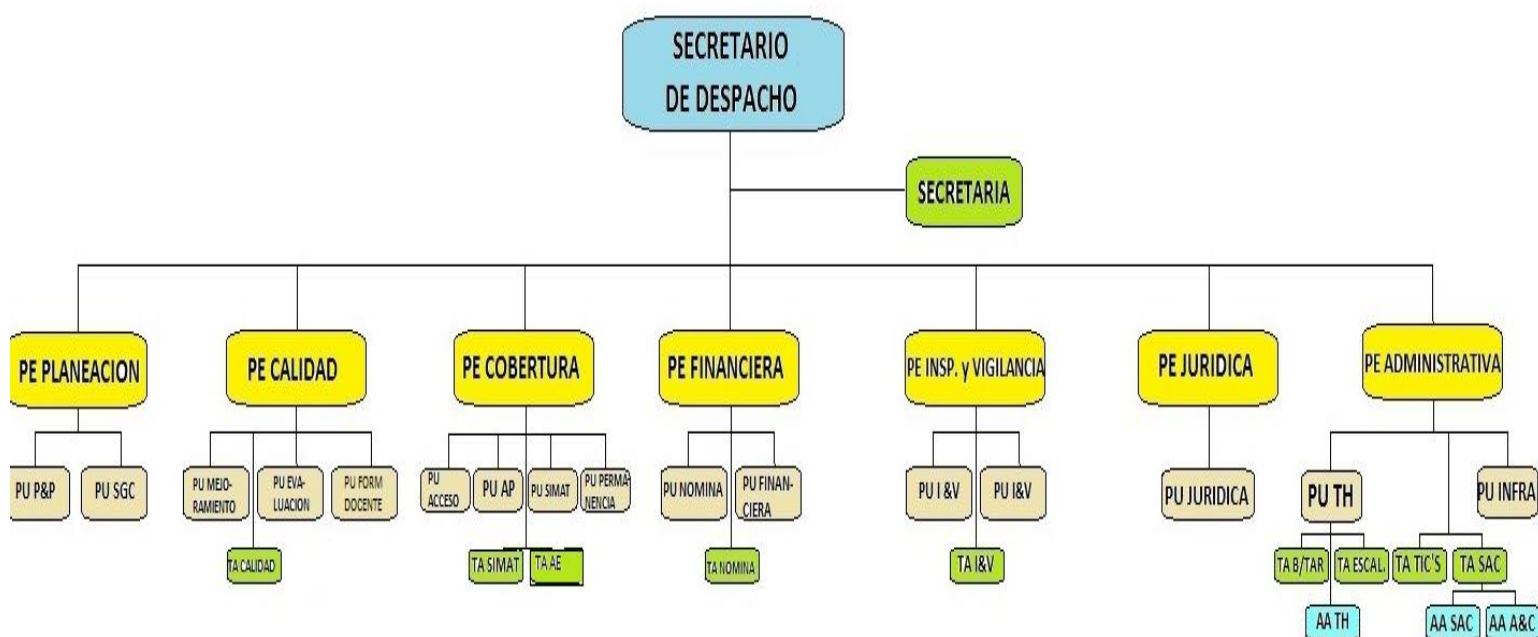 SECRETARIO
DE DESPACHO
SECRETARIA
PE PLANEACION
PE CALIDAD
PE COBERTURA
PE FINANCIERA
PE INSP. y VIGILANCIA
PE JURIDICA
PE ADMINISTRATIVA
PU P&P
PU SGC
PU MEJO-
RAMIENTO
PU EVA-
LUACION
PU FORM
DOCENTE
PU
ACCESO
PU AP
PU SIMAT
PU PERMA-
NENCIA
PU NOMINA
PU FINAN-
CIERA
PU I &V
PU I&V
PU JURIDICA
PU TH
PU INFRA
TA CALIDAD
TA SIMAT
TA AE
TA NOMINA
TA I&V
TA B/TAR
TA ESCAL.
TA TIC'S
TA SAC
AA TH
AA SAC
AA A&C